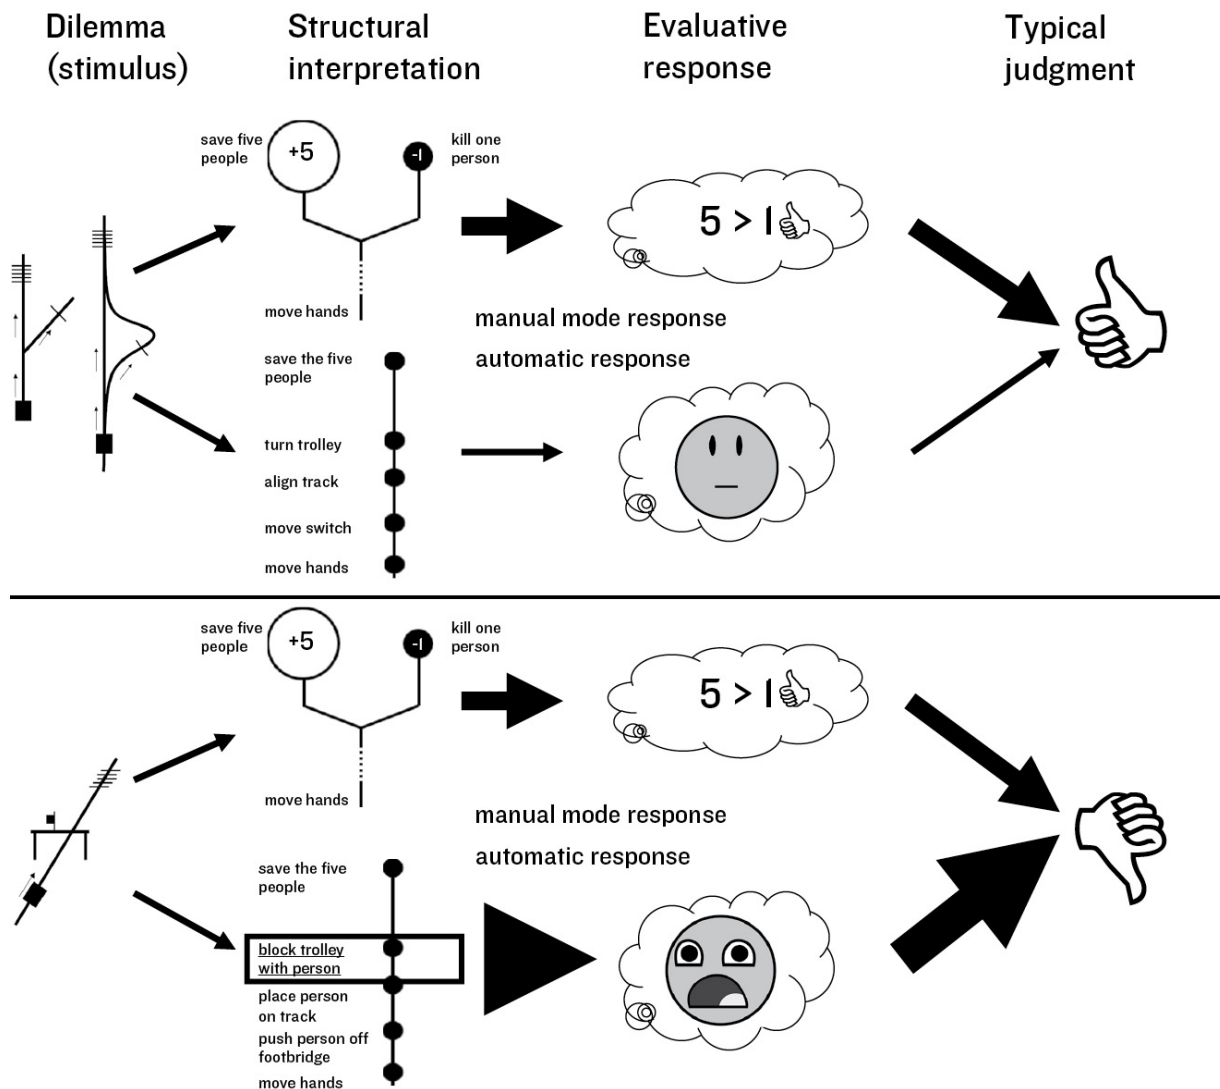 Dilemma
(stimulus)
Structural
interpretation
Evaluative
response
Typical
judgment
save five
people
+5
-1
kill one
person
move hands
5 > 1
manual mode response
automatic response
save the five
people
turn trolley
align track
move switch
move hands
save five
people
+5
-1
kill one
person
move hands
5 > 1
manual mode response
automatic response
save the five
people
block trolley
with person
place person
on track
push person off
footbridge
move hands